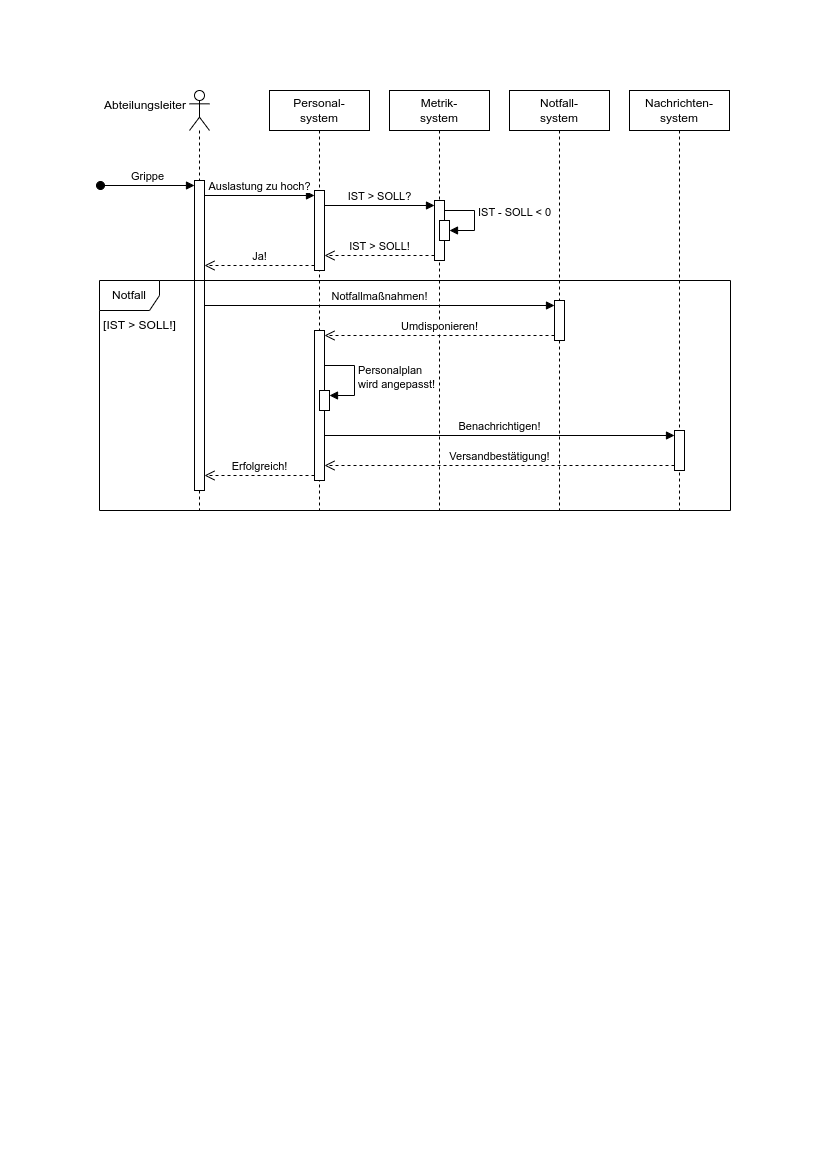 Abteilungsleiter
Personal-
system
Metrik-
system
Notfall-
system
Nachrichten-
system
Grippe
Auslastung zu hoch?
IST > SOLL?
IST - SOLL < 0
IST > SOLL!
Ja!
Notfall
Notfallmaßnahmen!
[IST > SOLL!]
Umdisponieren!
Personalplan
wird angepasst!
Benachrichtigen!
Versandbestätigung!
Erfolgreich!